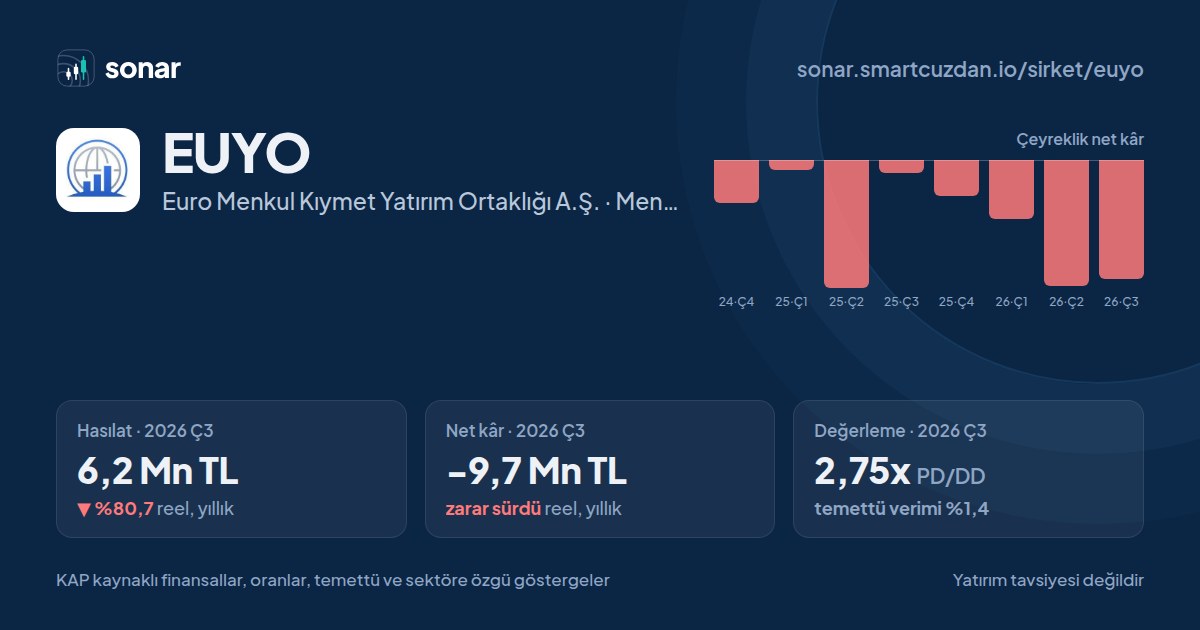 sonar
sonar.smartcuzdan.io/sirket/euyo
EUYO
Euro Menkul Kıymet Yatırım Ortaklığı A.Ş. · Men…
Çeyreklik net kâr
24·Ç4 25·Ç1 25·Ç2 25·Ç3 25·Ç4 26·Ç1 26·Ç2 26·Ç3
Hasılat · 2026 Ç3
6,2 Mn TL
▼ %80,7 reel, yıllık
Net kâr · 2026 Ç3
−9,7 Mn TL
zarar sürdü reel, yıllık
Değerleme · 2026 Ç3
2,75x PD/DD
temettü verimi %1,4
KAP kaynaklı finansallar, oranlar, temettü ve sektöre özgü göstergeler
Yatırım tavsiyesi değildir